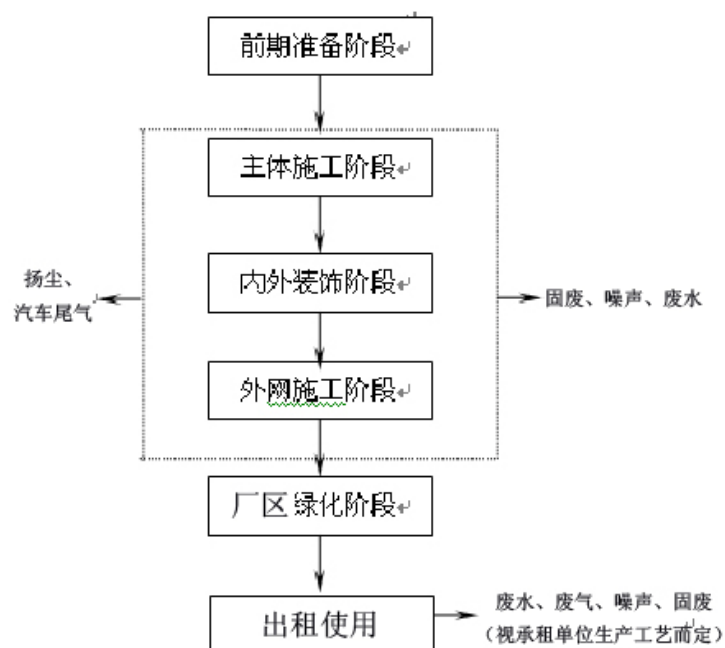 前期准备阶段
主体施工阶段
内外装饰阶段
扬尘、
汽车尾气
固废、噪声、废水
外网施工阶段
厂区绿化阶段
出租使用
废水、废气、噪声、固废
（视承租单位生产工艺而定）